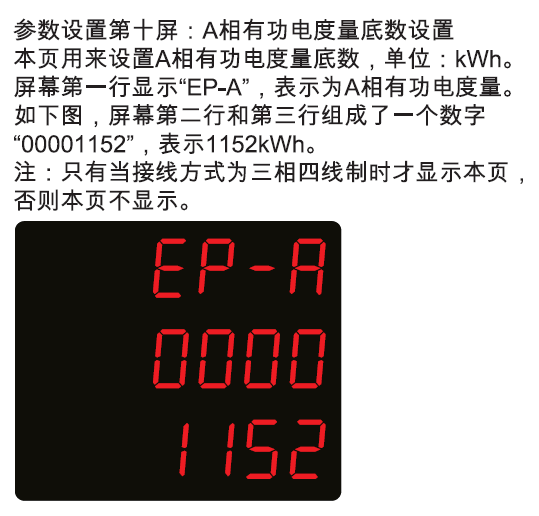 参数设置第十屏：A相有功电度量底数设置
本页用来设置A相有功电度量底数，单位：kWh。
屏幕第一行显示“EP-A”，表示为A相有功电度量。
如下图，屏幕第二行和第三行组成了一个数字
“00001152”，表示1152kWh。
注：只有当接线方式为三相四线制时才显示本页，
否则本页不显示。
EP-A
0000
1152